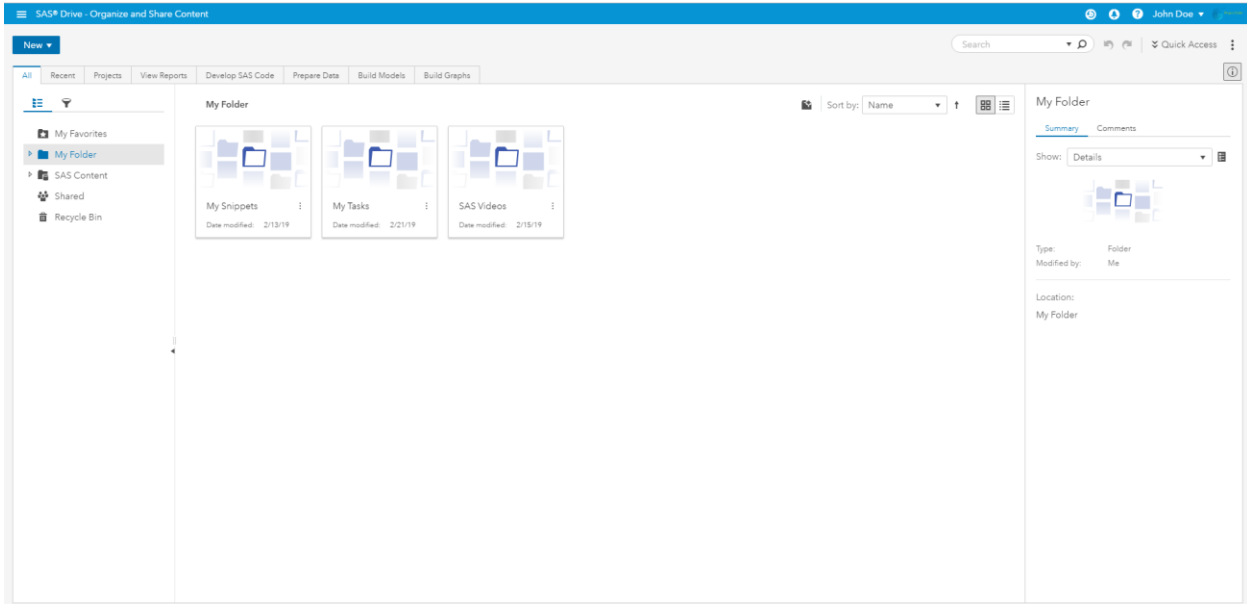 SAS® Drive - Organize and Share Content
John Doe
New
Search
Quick Access
All Recent Projects View Reports Develop SAS Code Prepare Data Build Models Build Graphs
My Favorites
My Folder
SAS Content
Shared
Recycle Bin
My Folder
Sort by: Name
My Snippets
Date modified: 2/13/19
My Tasks
Date modified: 2/21/19
SAS Videos
Date modified: 2/15/19
My Folder
Summary Comments
Show: Details
Type: Folder
Modified by: Me
Location:
My Folder